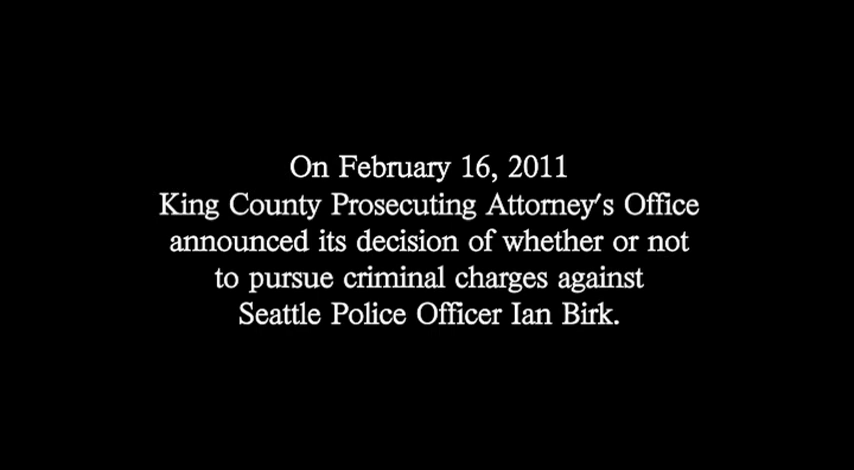 On February 16, 2011
King County Prosecuting Attorney's Office
announced its decision of whether or not
to pursue criminal charges against
Seattle Police Officer Ian Birk.